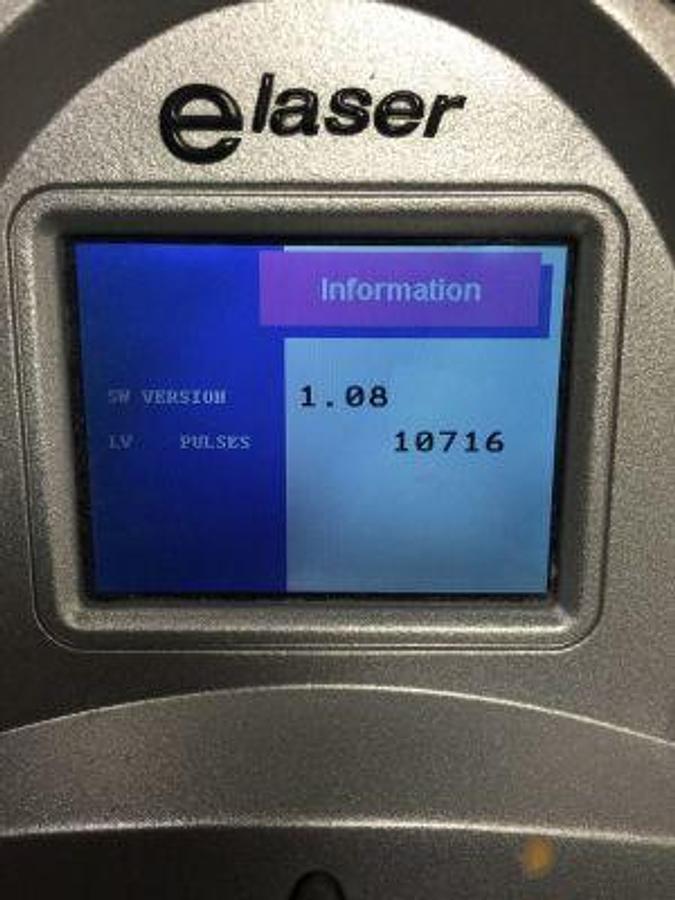 elaser
Information
SW VERSION 1.08
LV PULSES 10716